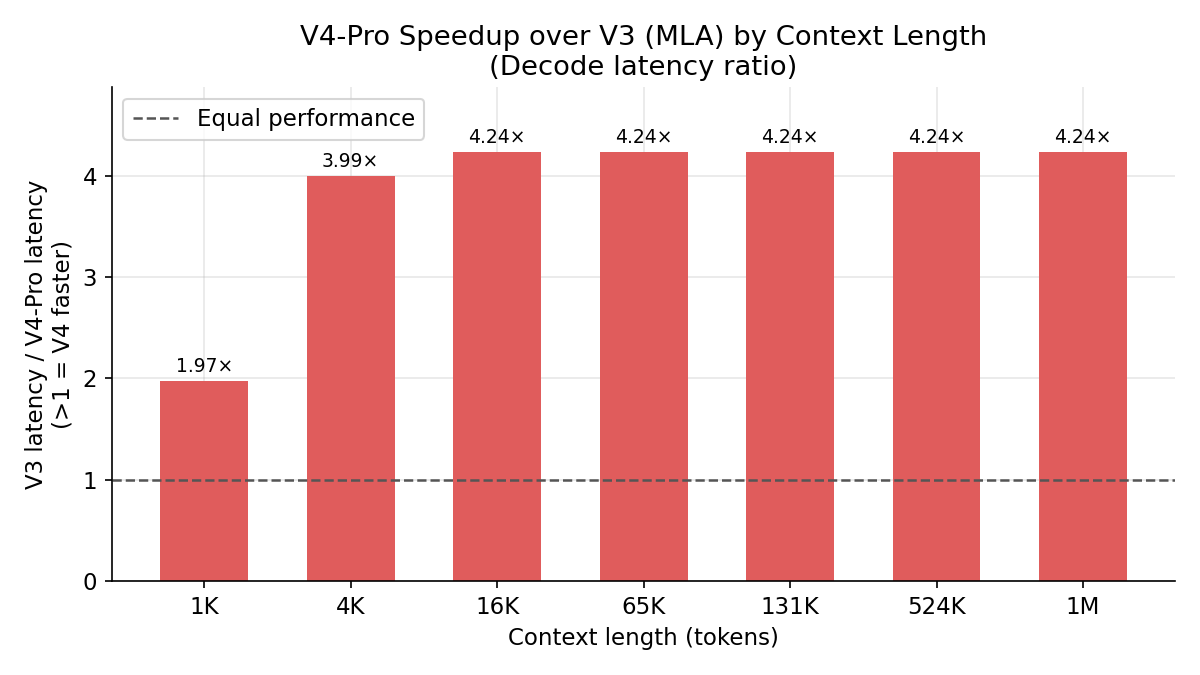 V4-Pro Speedup over V3 (MLA) by Context Length
(Decode latency ratio)
Equal performance
V3 latency / V4-Pro latency
(>1 = V4 faster)
4
3
2
1
0
1.97×
3.99×
4.24×
4.24×
4.24×
4.24×
4.24×
1K
4K
16K
65K
131K
524K
1M
Context length (tokens)